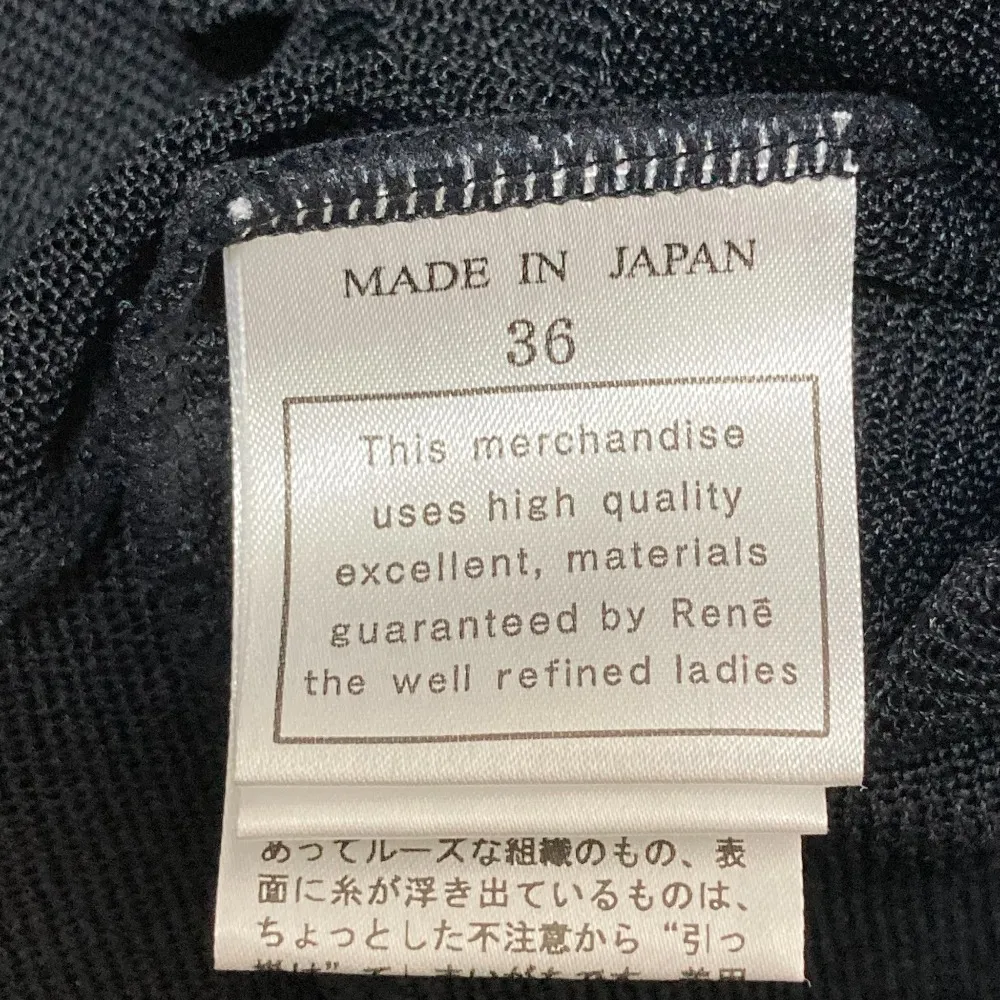 MADE IN JAPAN
36
This merchandise
uses high quality
excellent, materials
guaranteed by Renē
the well refined ladies
めってルーズな組織のもの、表
面に糸が浮き出ているものは、
ちょっとした不注意から“引っ